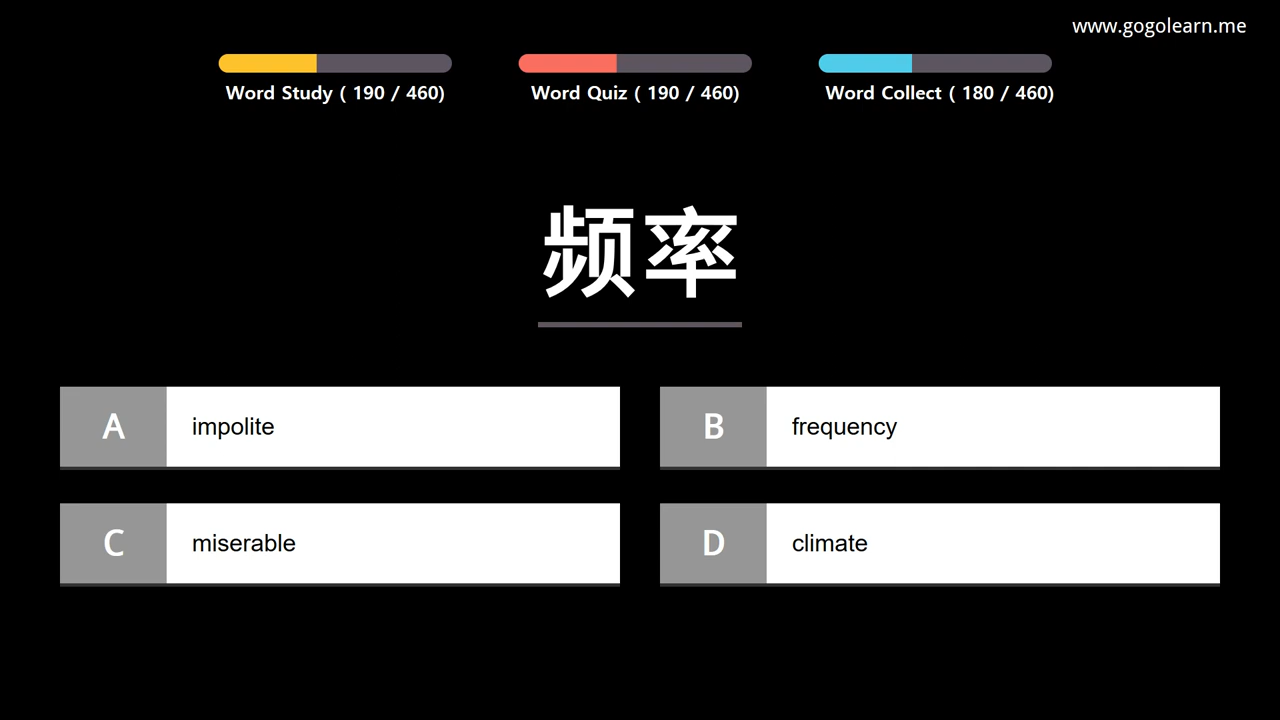 www.gogolearn.me
Word Study ( 190 / 460)
Word Quiz ( 190 / 460)
Word Collect ( 180 / 460)
频率
A impolite
B frequency
C miserable
D climate